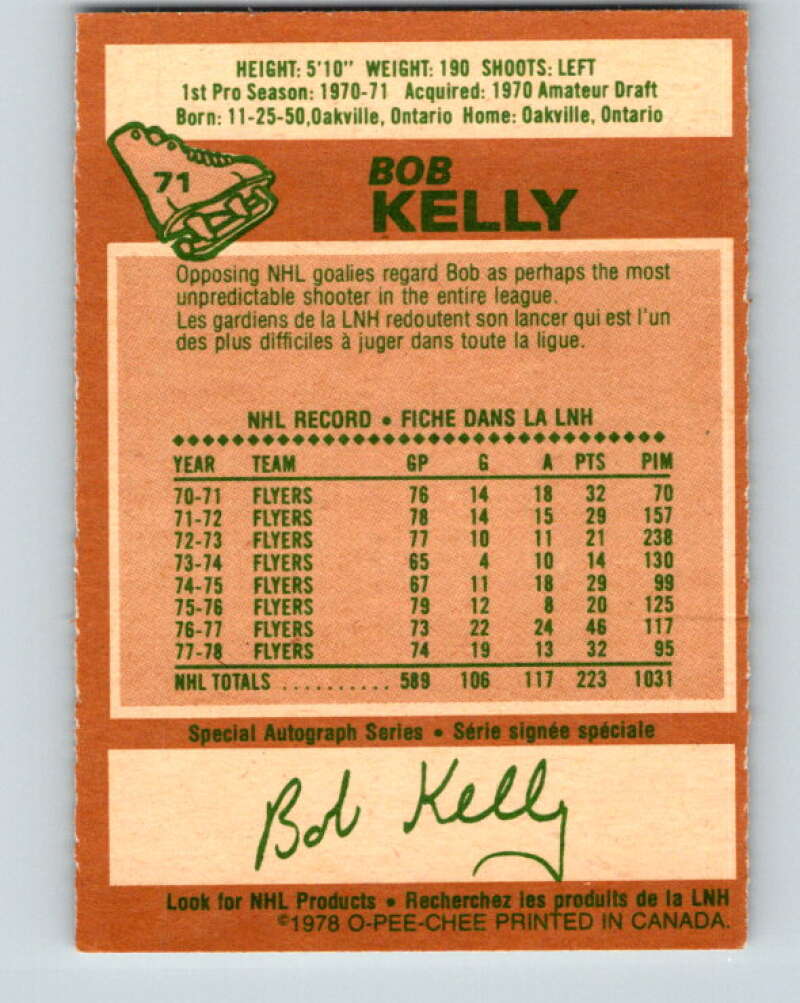 HEIGHT: 5'10" WEIGHT: 190 SHOOTS: LEFT
1st Pro Season: 1970-71 Acquired: 1970 Amateur Draft
Born: 11-25-50,Oakville, Ontario Home: Oakville, Ontario
71
BOB
KELLY
Opposing NHL goalies regard Bob as perhaps the most
unpredictable shooter in the entire league.
Les gardiens de la LNH redoutent son lancer qui est l'un
des plus difficiles à juger dans toute la ligue.
NHL RECORD • FICHE DANS LA LNH
YEAR TEAM GP G A PTS PIM
70-71 FLYERS 76 14 18 32 70
71-72 FLYERS 78 14 15 29 157
72-73 FLYERS 77 10 11 21 238
73-74 FLYERS 65 4 10 14 130
74-75 FLYERS 67 11 18 29 99
75-76 FLYERS 79 12 8 20 125
76-77 FLYERS 73 22 24 46 117
77-78 FLYERS 74 19 13 32 95
NHL TOTALS .......... 589 106 117 223 1031
Special Autograph Series • Série signée spéciale
Bob Kelly
Look for NHL Products • Recherchez les produits de la LNH
©1978 O-PEE-CHEE PRINTED IN CANADA.